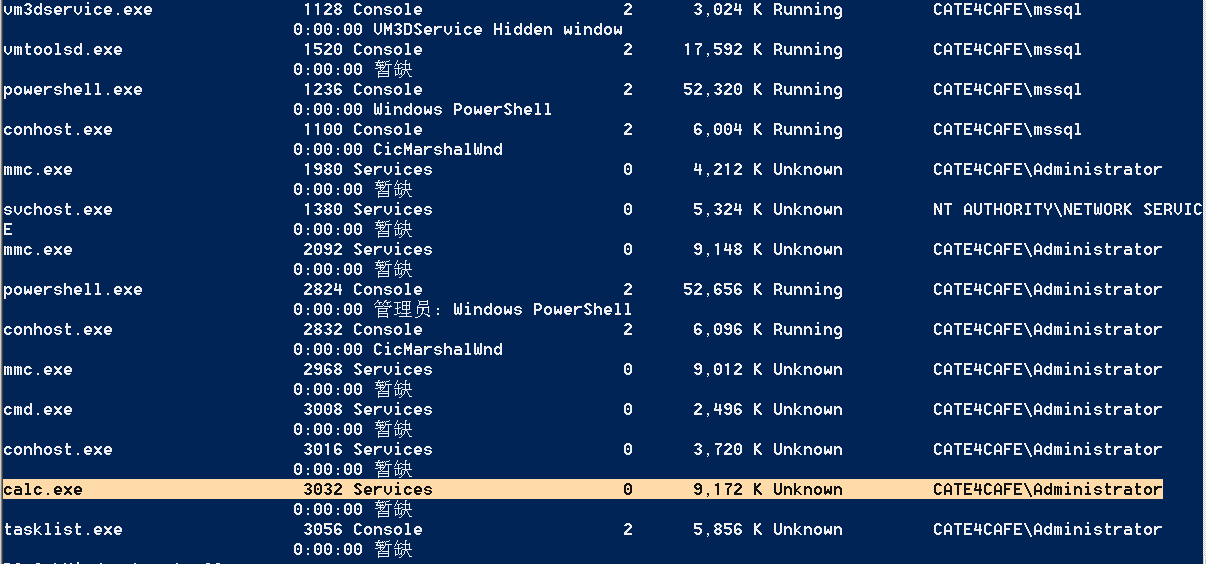 vm3dservice.exe 1128 Console 2 3,024 K Running CATE4CAFE\mssql
0:00:00 VM3DService Hidden window
vmtoolsd.exe 1520 Console 2 17,592 K Running CATE4CAFE\mssql
0:00:00 暂缺
powershell.exe 1236 Console 2 52,320 K Running CATE4CAFE\mssql
0:00:00 Windows PowerShell
conhost.exe 1100 Console 2 6,004 K Running CATE4CAFE\mssql
0:00:00 CicMarshalWnd
mmc.exe 1980 Services 0 4,212 K Unknown CATE4CAFE\Administrator
0:00:00 暂缺
svchost.exe 1380 Services 0 5,324 K Unknown NT AUTHORITY\NETWORK SERVIC
E 0:00:00 暂缺
mmc.exe 2092 Services 0 9,148 K Unknown CATE4CAFE\Administrator
0:00:00 暂缺
powershell.exe 2824 Console 2 52,656 K Running CATE4CAFE\Administrator
0:00:00 管理员: Windows PowerShell
conhost.exe 2832 Console 2 6,096 K Running CATE4CAFE\Administrator
0:00:00 CicMarshalWnd
mmc.exe 2968 Services 0 9,012 K Unknown CATE4CAFE\Administrator
0:00:00 暂缺
cmd.exe 3008 Services 0 2,496 K Unknown CATE4CAFE\Administrator
0:00:00 暂缺
conhost.exe 3016 Services 0 3,720 K Unknown CATE4CAFE\Administrator
0:00:00 暂缺
calc.exe 3032 Services 0 9,172 K Unknown CATE4CAFE\Administrator
0:00:00 暂缺
tasklist.exe 3056 Console 2 5,856 K Unknown CATE4CAFE\Administrator
0:00:00 暂缺